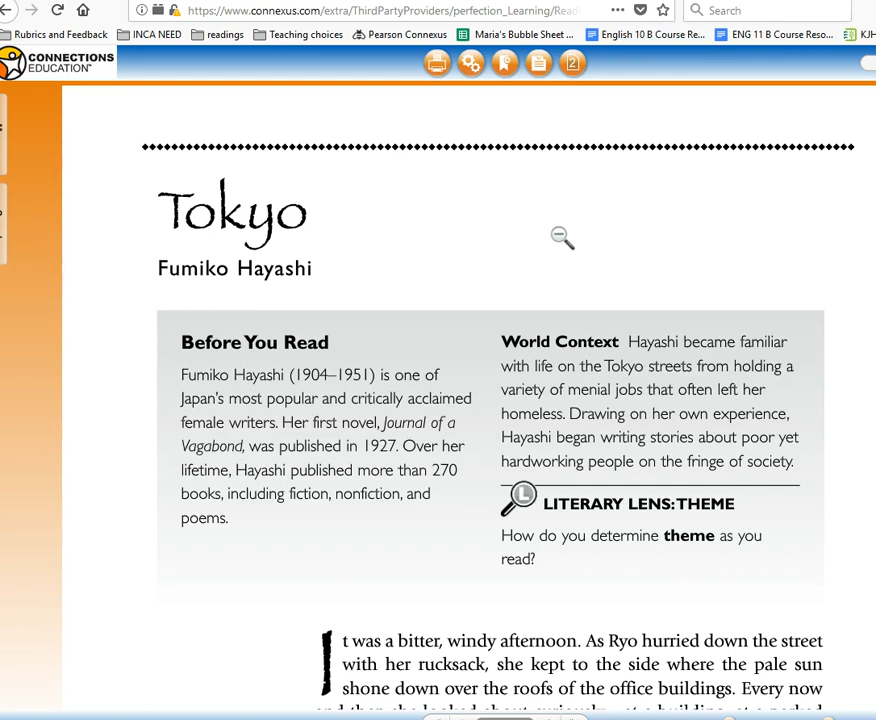 https://www.connexus.com/extra/ThirdPartyProviders/perfection_Learning/Read
Search
Rubrics and Feedback INCA NEED readings Teaching choices Pearson Connexus Maria's Bubble Sheet ... English 10 B Course Re... ENG 11 B Course Reso... KJH
CONNECTIONS
EDUCATION™
2
Tokyo
Fumiko Hayashi
Before You Read
Fumiko Hayashi (1904–1951) is one of
Japan's most popular and critically acclaimed
female writers. Her first novel, Journal of a
Vagabond, was published in 1927. Over her
lifetime, Hayashi published more than 270
books, including fiction, nonfiction, and
poems.
World Context Hayashi became familiar
with life on the Tokyo streets from holding a
variety of menial jobs that often left her
homeless. Drawing on her own experience,
Hayashi began writing stories about poor yet
hardworking people on the fringe of society.
L LITERARY LENS: THEME
How do you determine theme as you
read?
It was a bitter, windy afternoon. As Ryo hurried down the street
with her rucksack, she kept to the side where the pale sun
shone down over the roofs of the office buildings. Every now